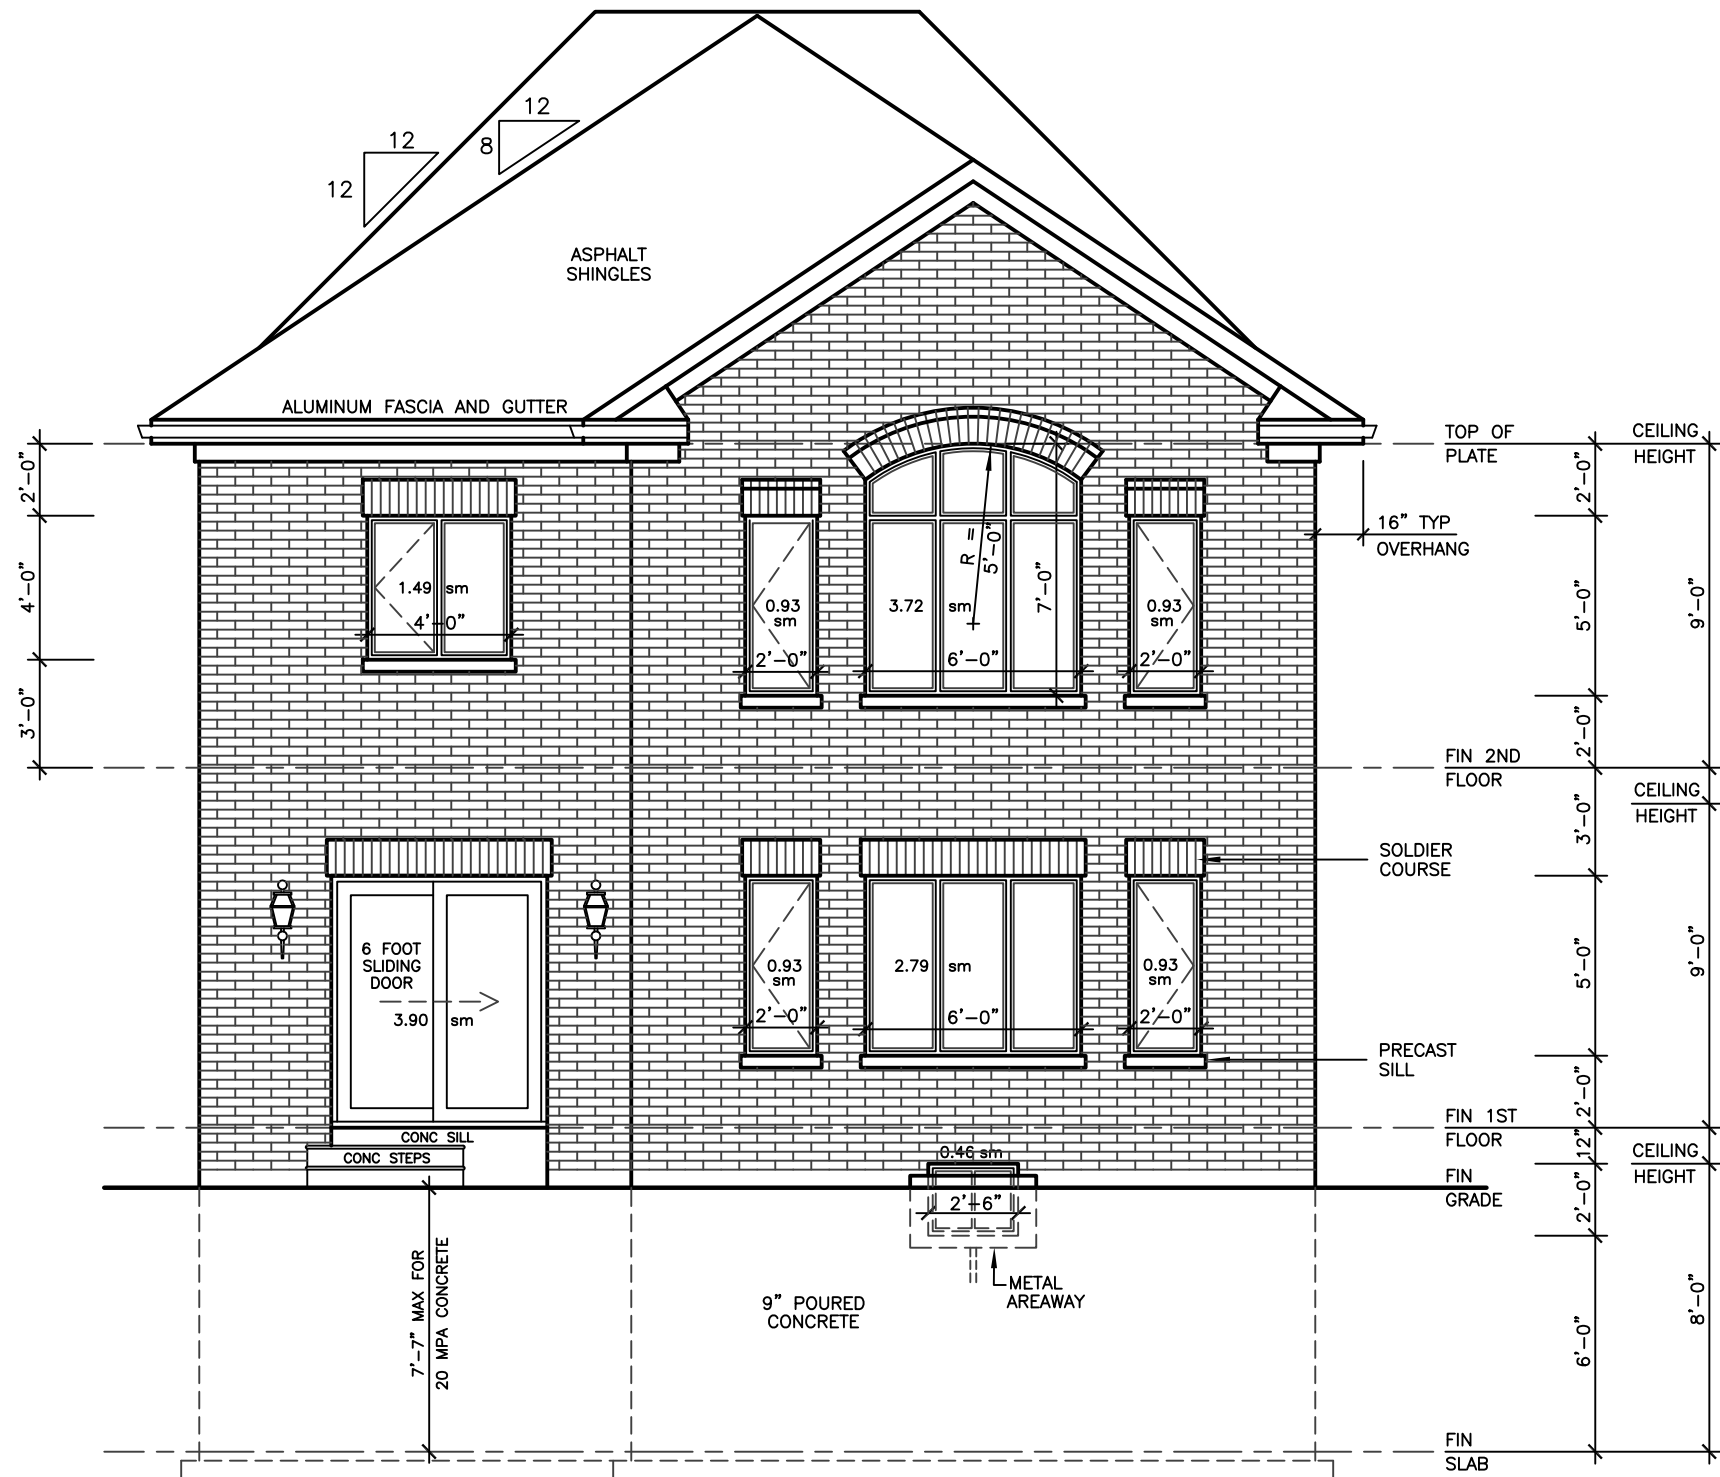 12
12
12
8
ASPHALT
SHINGLES
ALUMINUM FASCIA AND GUTTER
2'-0"
4'-0"
3'-0"
1.49 sm
4'-0"
0.93
sm
2'-0"
3.72 sm
6'-0"
R =
5'-0"
7'-0"
0.93
sm
2'-0"
TOP OF
PLATE
CEILING
HEIGHT
2'-0"
16" TYP
OVERHANG
5'-0"
9'-0"
2'-0"
FIN 2ND
FLOOR
CEILING
HEIGHT
3'-0"
SOLDIER
COURSE
6 FOOT
SLIDING
DOOR
3.90 sm
0.93
sm
2'-0"
2.79 sm
6'-0"
0.93
sm
2'-0"
5'-0"
9'-0"
PRECAST
SILL
2'-0"
FIN 1ST
FLOOR
12"
CEILING
HEIGHT
CONC SILL
CONC STEPS
0.46 sm
2'-6"
FIN
GRADE
2'-0"
METAL
AREAWAY
9" POURED
CONCRETE
7'-7" MAX FOR
20 MPA CONCRETE
6'-0"
8'-0"
FIN
SLAB